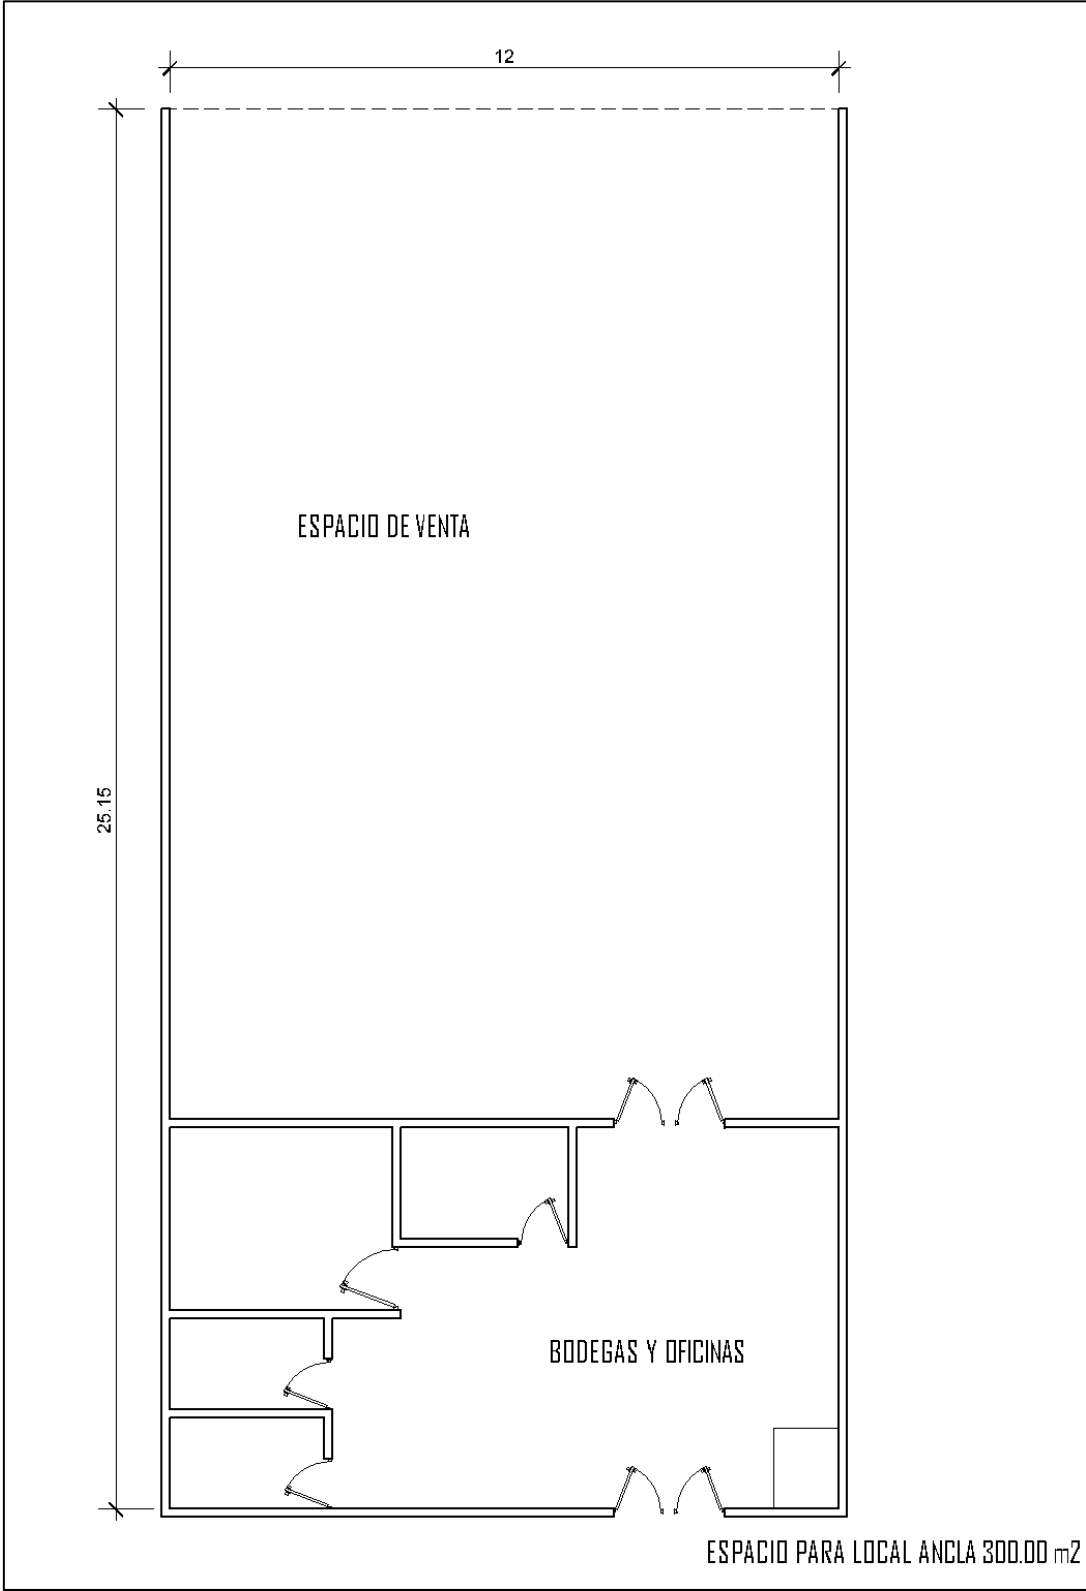 12
25.15
ESPACIO DE VENTA
BODEGAS Y OFICINAS
ESPACIO PARA LOCAL ANCLA 300.00 m2